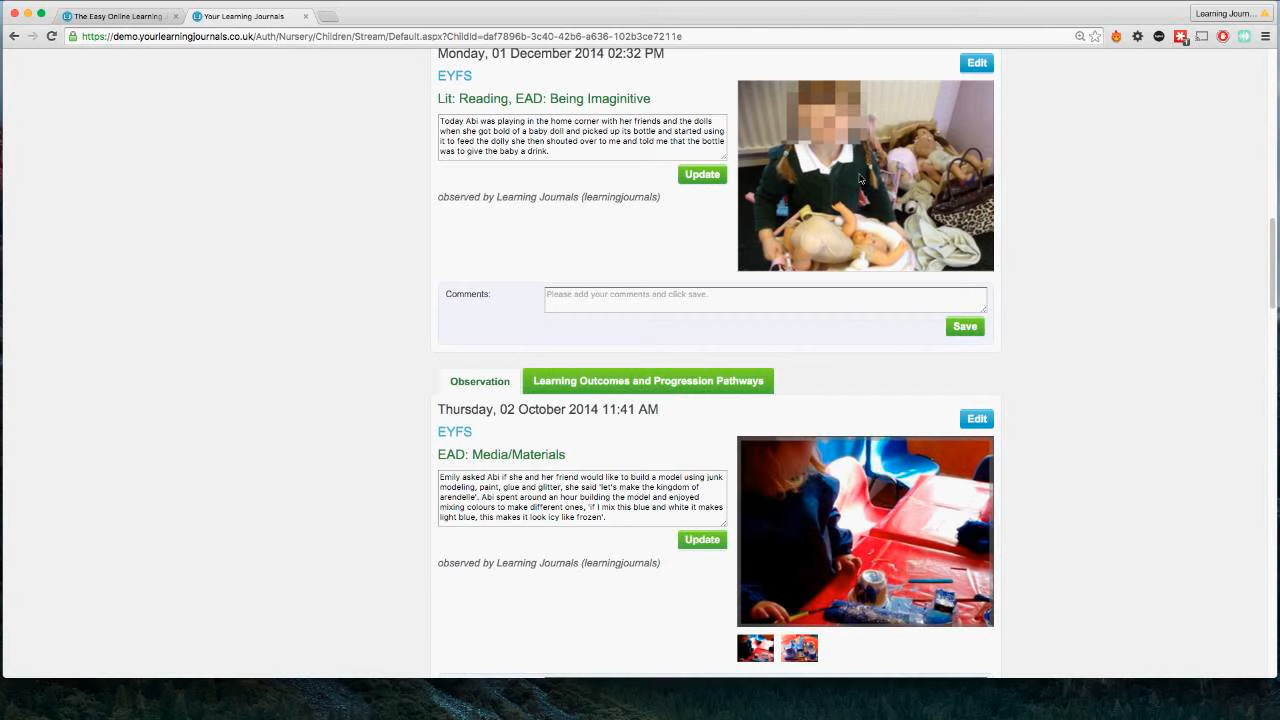 The Easy Online Learning
Your Learning Journals
Learning Journ...
https://demo.yourlearningjournals.co.uk/Auth/Nursery/Children/Stream/Default.aspx?ChildId=daf7896b-3c40-42b6-a636-102b3ce7211e
Monday, 01 December 2014 02:32 PM
Edit
EYFS
Lit: Reading, EAD: Being Imaginitive
Today Abi was playing in the home corner with her friends and the dolls
when she got bold of a baby doll and picked up its bottle and started using
it to feed the dolly she then shouted over to me and told me that the bottle
was to give the baby a drink.
Update
observed by Learning Journals (learningjournals)
Comments:
Please add your comments and click save.
Save
Observation
Learning Outcomes and Progression Pathways
Thursday, 02 October 2014 11:41 AM
Edit
EYFS
EAD: Media/Materials
Emily asked Abi if she and her friend would like to build a model using junk
modeling, paint, glue and glitter, she said 'let's make the kingdom of
arendelle'. Abi spent around an hour building the model and enjoyed
mixing colours to make different ones, 'if I mix this blue and white it makes
light blue, this makes it look icy like frozen'.
Update
observed by Learning Journals (learningjournals)